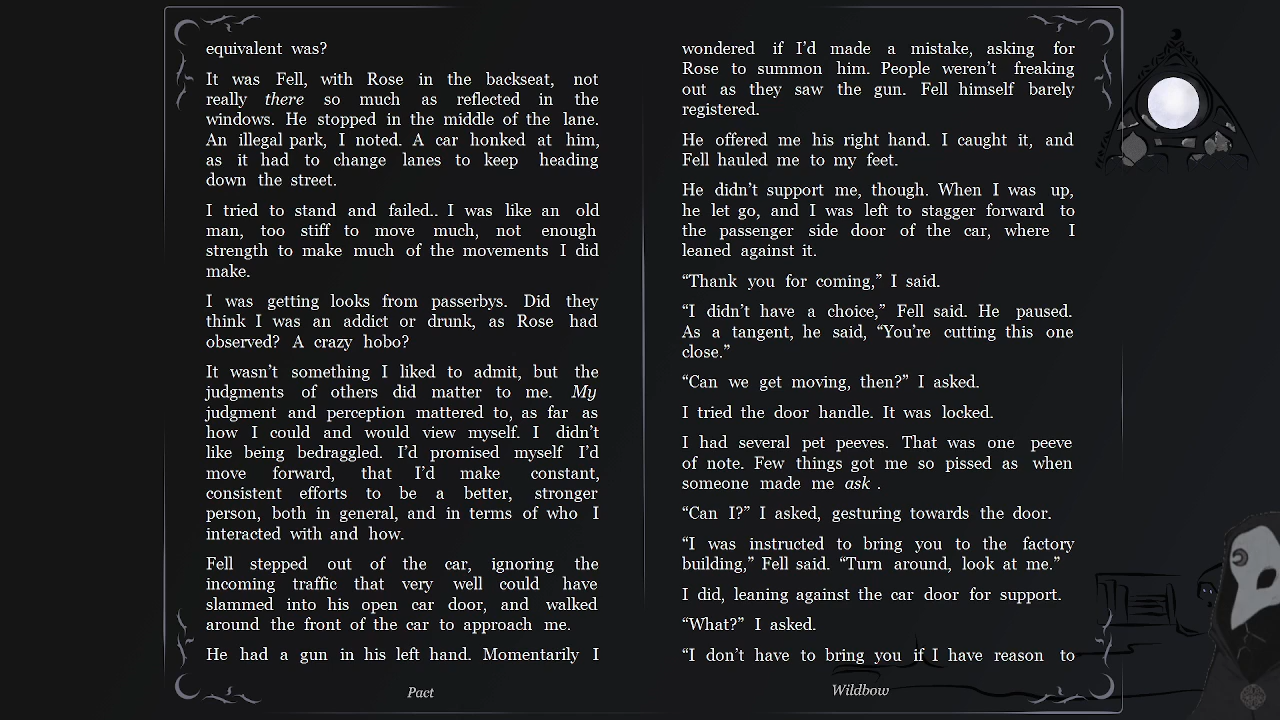 equivalent was?
It was Fell, with Rose in the backseat, not
really there so much as reflected in the
windows. He stopped in the middle of the lane.
An illegal park, I noted. A car honked at him,
as it had to change lanes to keep heading
down the street.
I tried to stand and failed.. I was like an old
man, too stiff to move much, not enough
strength to make much of the movements I did
make.
I was getting looks from passerbys. Did they
think I was an addict or drunk, as Rose had
observed? A crazy hobo?
It wasn’t something I liked to admit, but the
judgments of others did matter to me. My
judgment and perception mattered to, as far as
how I could and would view myself. I didn’t
like being bedraggled. I’d promised myself I’d
move forward, that I’d make constant,
consistent efforts to be a better, stronger
person, both in general, and in terms of who I
interacted with and how.
Fell stepped out of the car, ignoring the
incoming traffic that very well could have
slammed into his open car door, and walked
around the front of the car to approach me.
He had a gun in his left hand. Momentarily I
Pact
wondered if I’d made a mistake, asking for
Rose to summon him. People weren’t freaking
out as they saw the gun. Fell himself barely
registered.
He offered me his right hand. I caught it, and
Fell hauled me to my feet.
He didn’t support me, though. When I was up,
he let go, and I was left to stagger forward to
the passenger side door of the car, where I
leaned against it.
“Thank you for coming,” I said.
“I didn’t have a choice,” Fell said. He paused.
As a tangent, he said, “You’re cutting this one
close.”
“Can we get moving, then?” I asked.
I tried the door handle. It was locked.
I had several pet peeves. That was one peeve
of note. Few things got me so pissed as when
someone made me ask .
“Can I?” I asked, gesturing towards the door.
“I was instructed to bring you to the factory
building,” Fell said. “Turn around, look at me.”
I did, leaning against the car door for support.
“What?” I asked.
“I don’t have to bring you if I have reason to
Wildbow